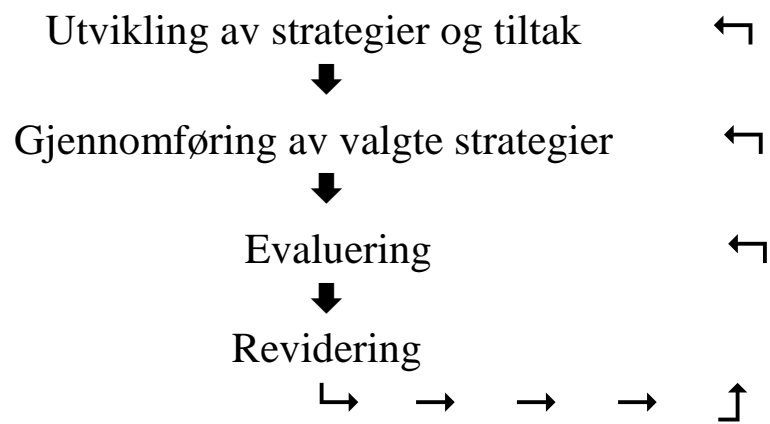 Utvikling av strategier og tiltak
Gjennomføring av valgte strategier
Evaluering
Revidering